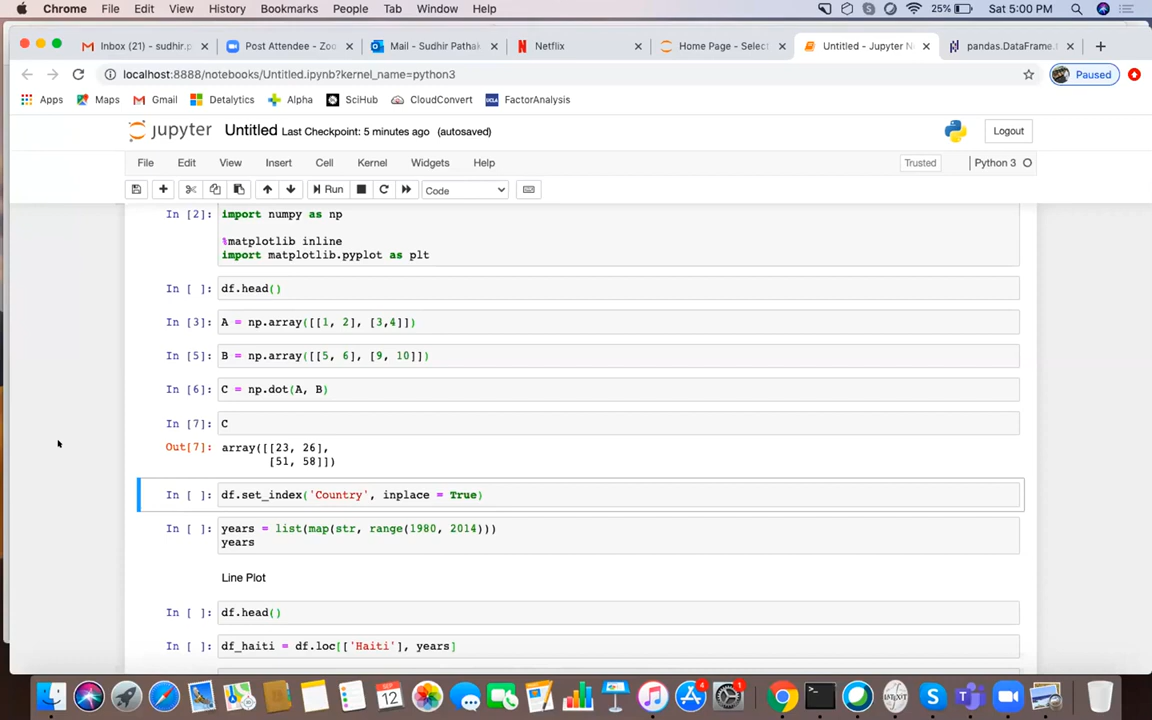 Chrome File Edit View History Bookmarks People Tab Window Help 25% Sat 5:00 PM
Inbox (21) - sudhir.p × Post Attendee - Zoo × Mail - Sudhir Pathak × Netflix × Home Page - Select × Untitled - Jupyter N × pandas.DataFrame.t × +
localhost:8888/notebooks/Untitled.ipynb?kernel_name=python3 Paused
Apps Maps Gmail Detalytics Alpha SciHub CloudConvert FactorAnalysis
jupyter Untitled Last Checkpoint: 5 minutes ago (autosaved) Logout
File Edit View Insert Cell Kernel Widgets Help Trusted Python 3
Run Code
In [2]: import numpy as np
%matplotlib inline
import matplotlib.pyplot as plt
In [ ]: df.head()
In [3]: A = np.array([[1, 2], [3,4]])
In [5]: B = np.array([[5, 6], [9, 10]])
In [6]: C = np.dot(A, B)
In [7]: C
Out[7]: array([[23, 26],
[51, 58]])
In [ ]: df.set_index('Country', inplace = True)
In [ ]: years = list(map(str, range(1980, 2014)))
years
Line Plot
In [ ]: df.head()
In [ ]: df_haiti = df.loc[['Haiti'], years]